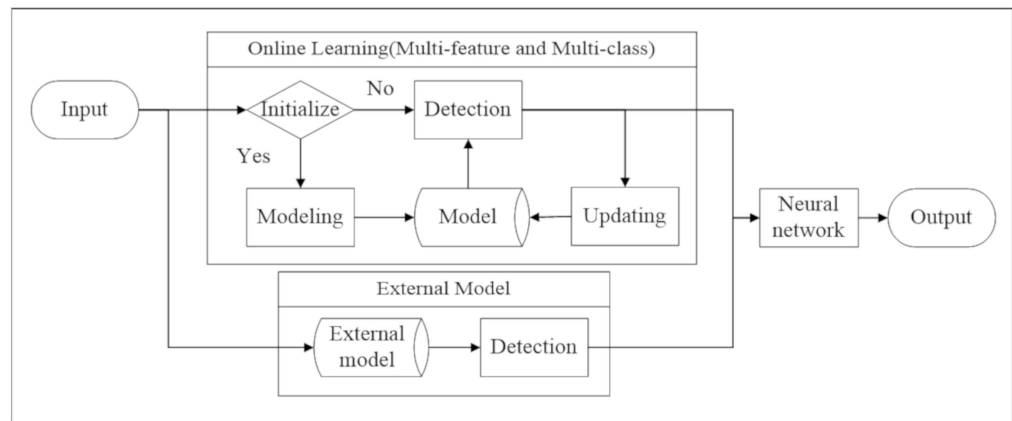 Online Learning(Multi-feature and Multi-class)
Input
Initialize
No
Detection
Yes
Modeling
Model
Updating
Neural
network
Output
External Model
External
model
Detection